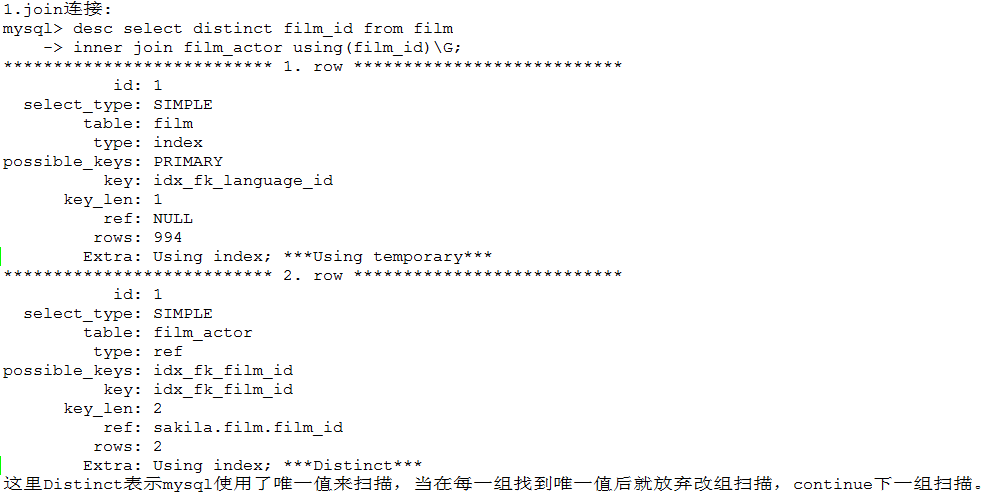 1.join连接:
mysql> desc select distinct film_id from film
    -> inner join film_actor using(film_id)\G;
*************************** 1. row ***************************
           id: 1
  select_type: SIMPLE
        table: film
         type: index
possible_keys: PRIMARY
          key: idx_fk_language_id
      key_len: 1
          ref: NULL
         rows: 994
        Extra: Using index; ***Using temporary***
*************************** 2. row ***************************
           id: 1
  select_type: SIMPLE
        table: film_actor
         type: ref
possible_keys: idx_fk_film_id
          key: idx_fk_film_id
      key_len: 2
          ref: sakila.film.film_id
         rows: 2
        Extra: Using index; ***Distinct***
这里Distinct表示mysql使用了唯一值来扫描，当在每一组找到唯一值后就放弃改组扫描，continue下一组扫描。